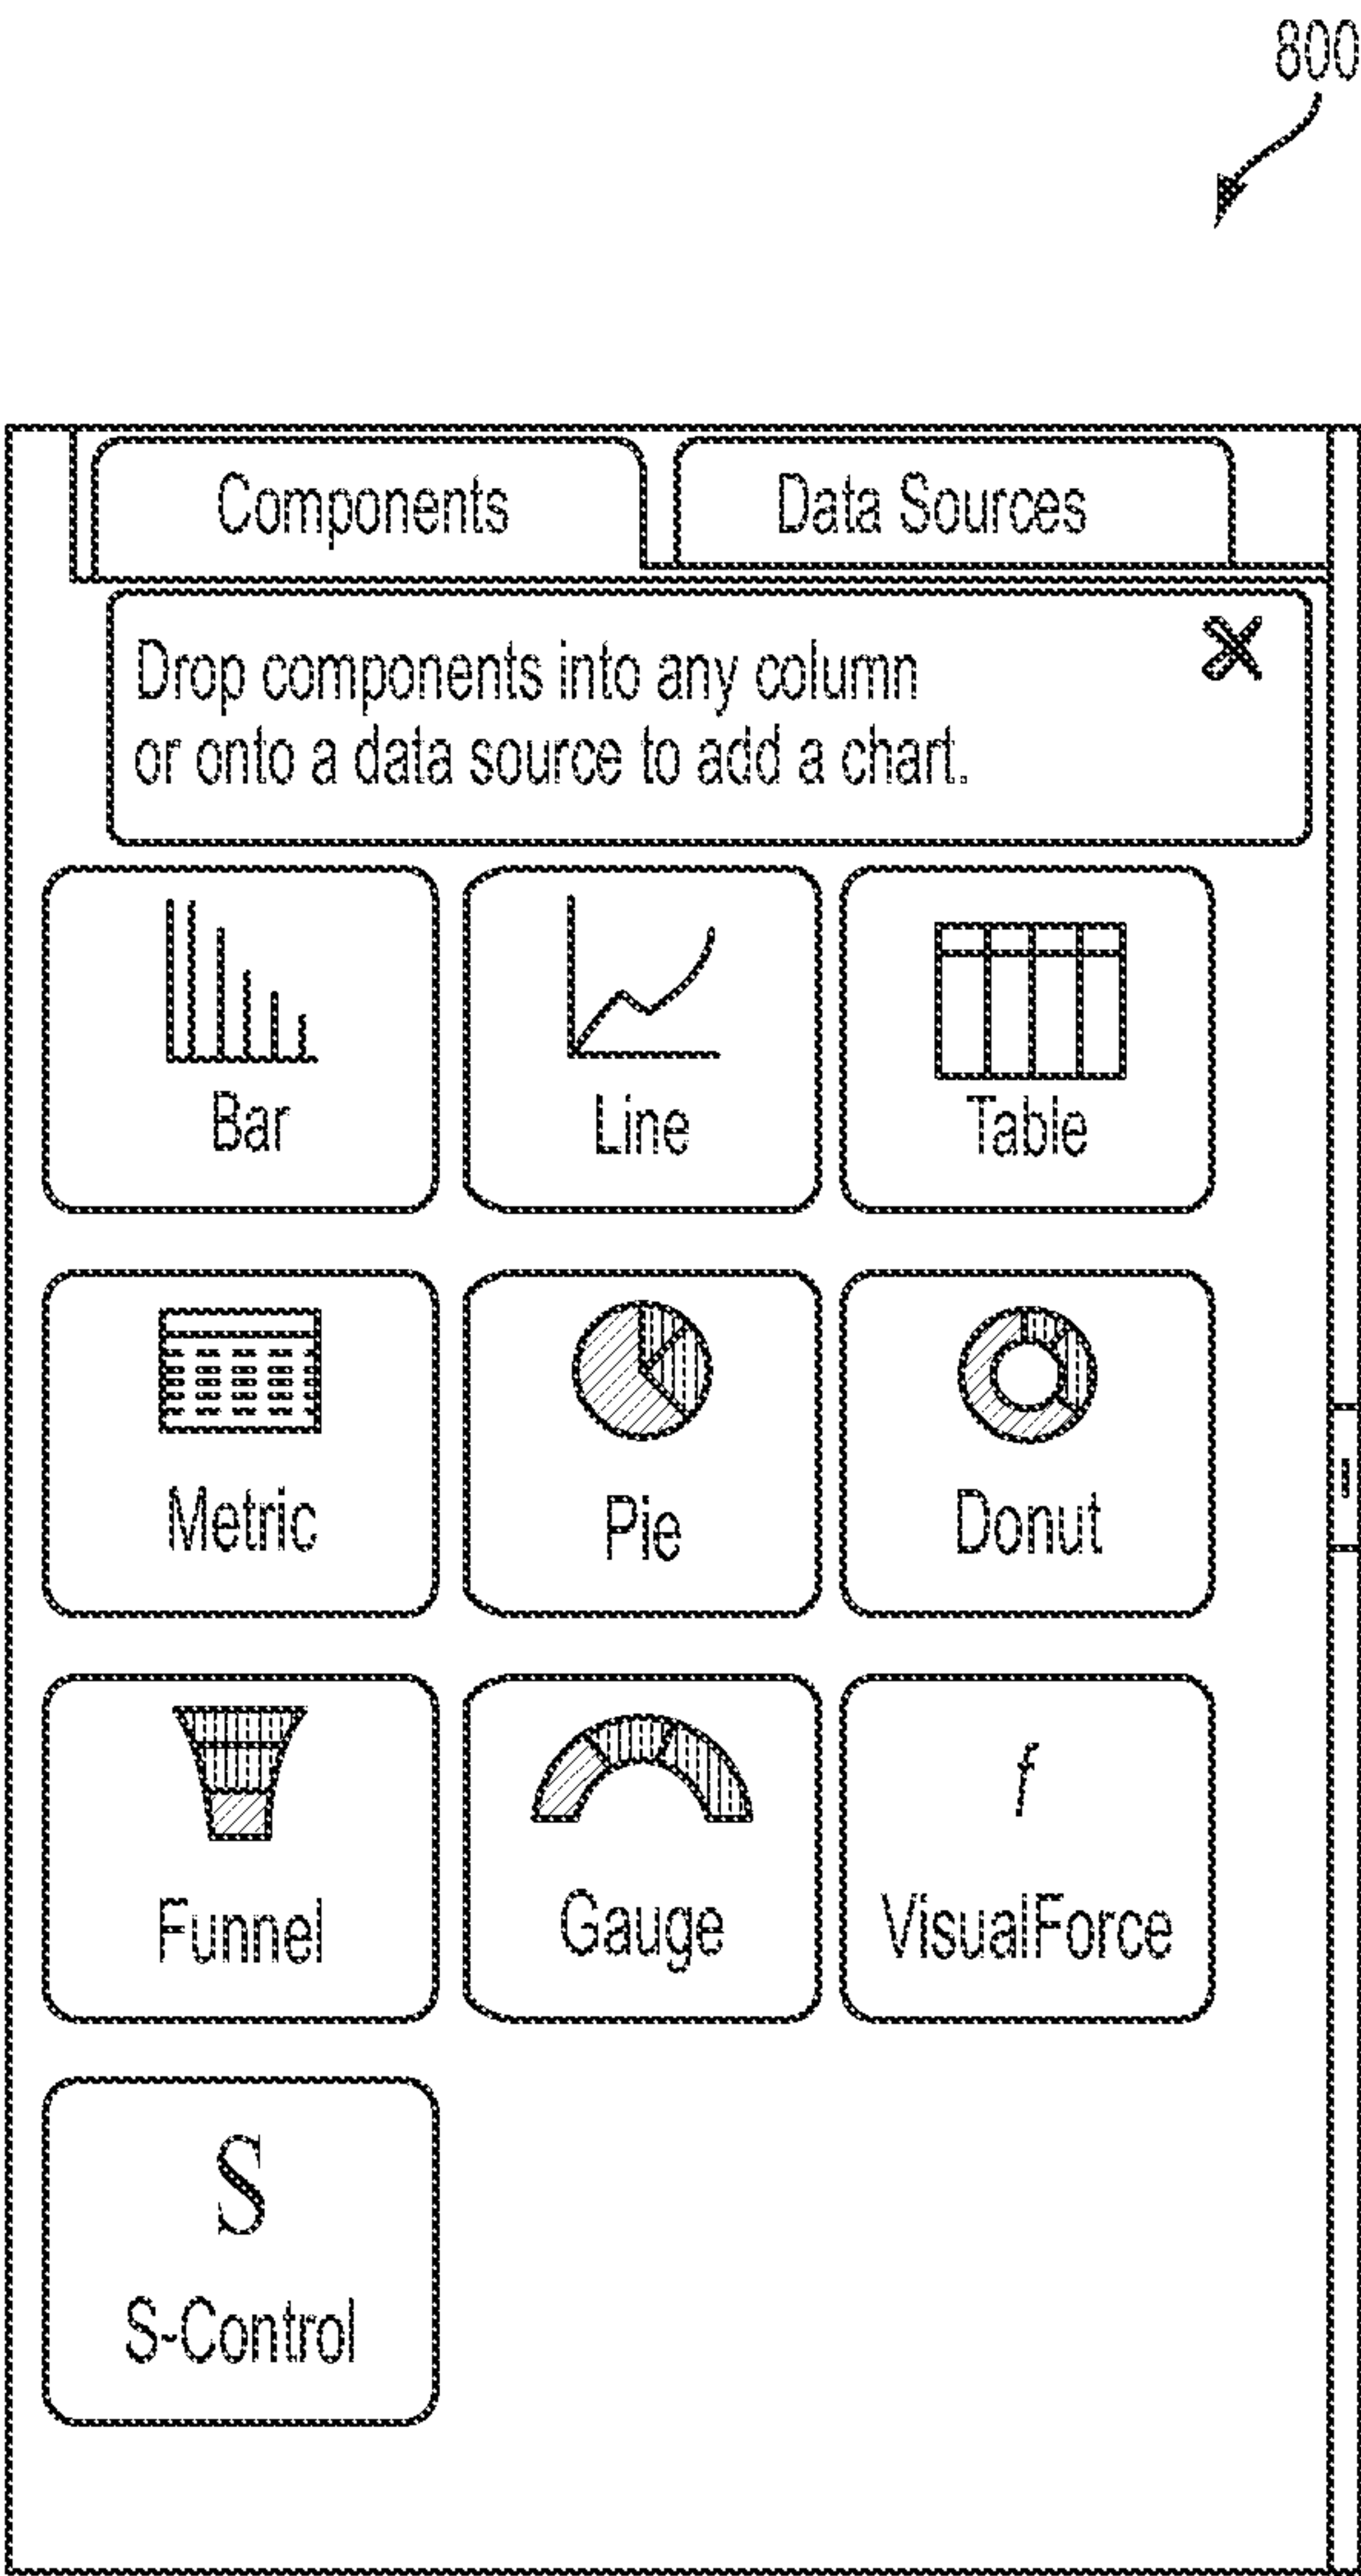 800
Components Data Sources
Drop components into any column
or onto a data source to add a chart.
Bar Line Table
Metric Pie Donut
f
Funnel Gauge VisualForce
S
S-Control